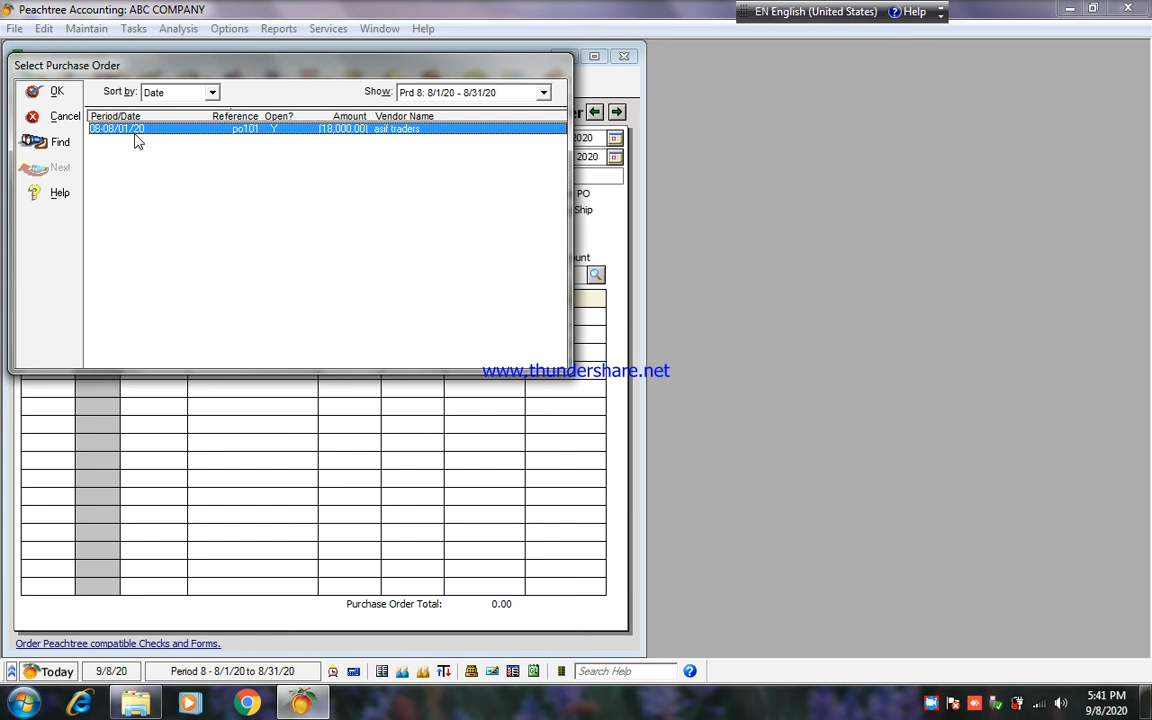 Peachtree Accounting: ABC COMPANY
EN English (United States) Help
File Edit Maintain Tasks Analysis Options Reports Services Window Help
Select Purchase Order
OK
Sort by: Date
Show: Prd 8: 8/1/20 - 8/31/20
Cancel
Period/Date Reference Open? Amount Vendor Name
08-08/01/20 po101 Y [18,000.00] asif traders
Find
2020
2020
Next
Help
PO
Ship
www.thundershare.net
Purchase Order Total: 0.00
Order Peachtree compatible Checks and Forms.
Today 9/8/20 Period 8 - 8/1/20 to 8/31/20 Search Help
5:41 PM
9/8/2020